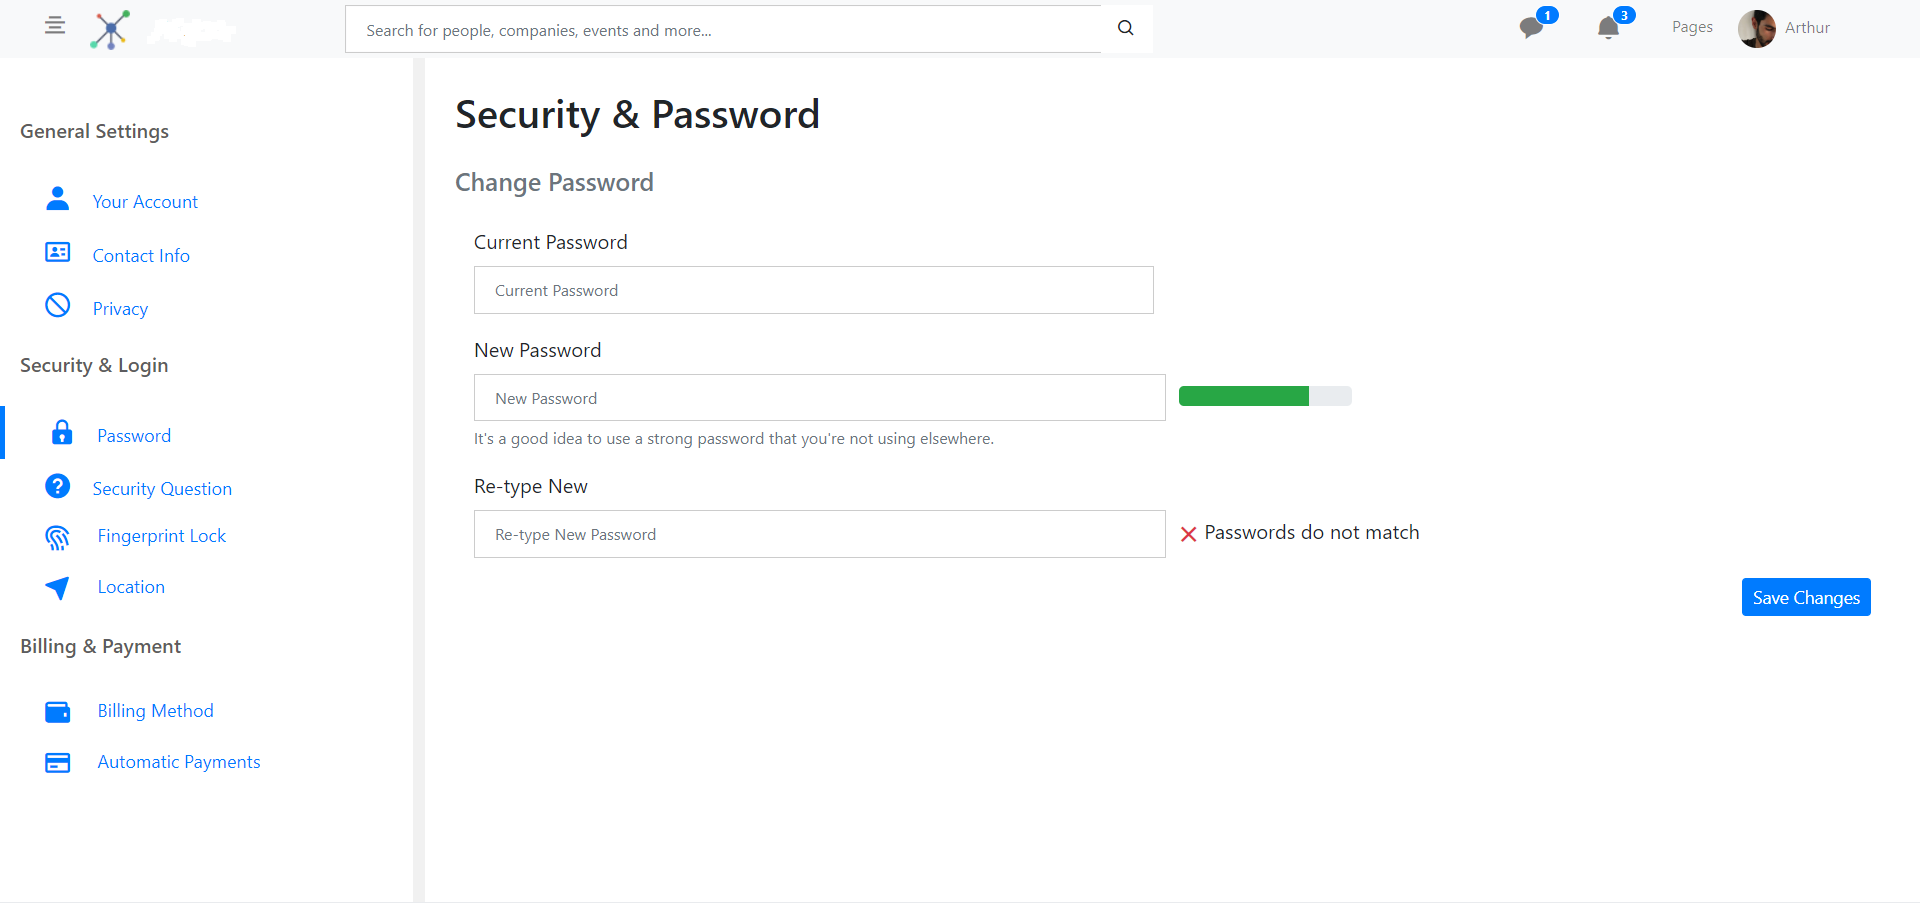 Search for people, companies, events and more...
1
3
Pages
Arthur
General Settings
Your Account
Contact Info
Privacy
Security & Login
Password
Security Question
Fingerprint Lock
Location
Billing & Payment
Billing Method
Automatic Payments
Security & Password
Change Password
Current Password
Current Password
New Password
New Password
It's a good idea to use a strong password that you're not using elsewhere.
Re-type New
Re-type New Password
Passwords do not match
Save Changes